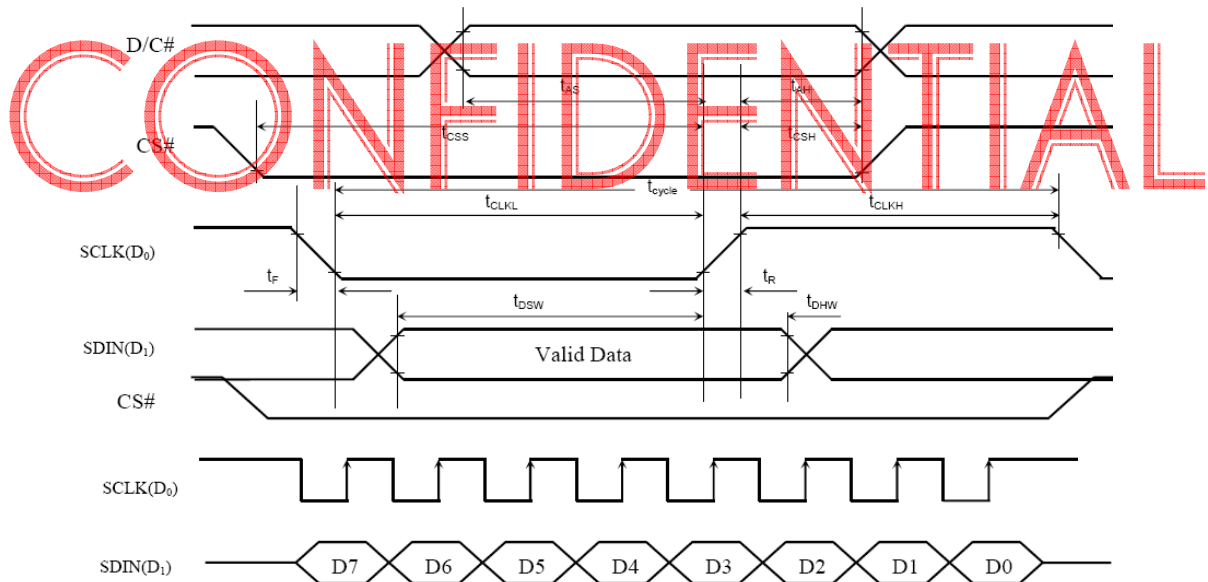 CONFIDENTIAL
D/C#
tAS
tAH
tCSS
tCSH
CS#
tcycle
tCLKL
tCLKH
SCLK(D0)
tF
tR
tDSW
tDHW
SDIN(D1)
Valid Data
CS#
SCLK(D0)
SDIN(D1)
D7 D6 D5 D4 D3 D2 D1 D0